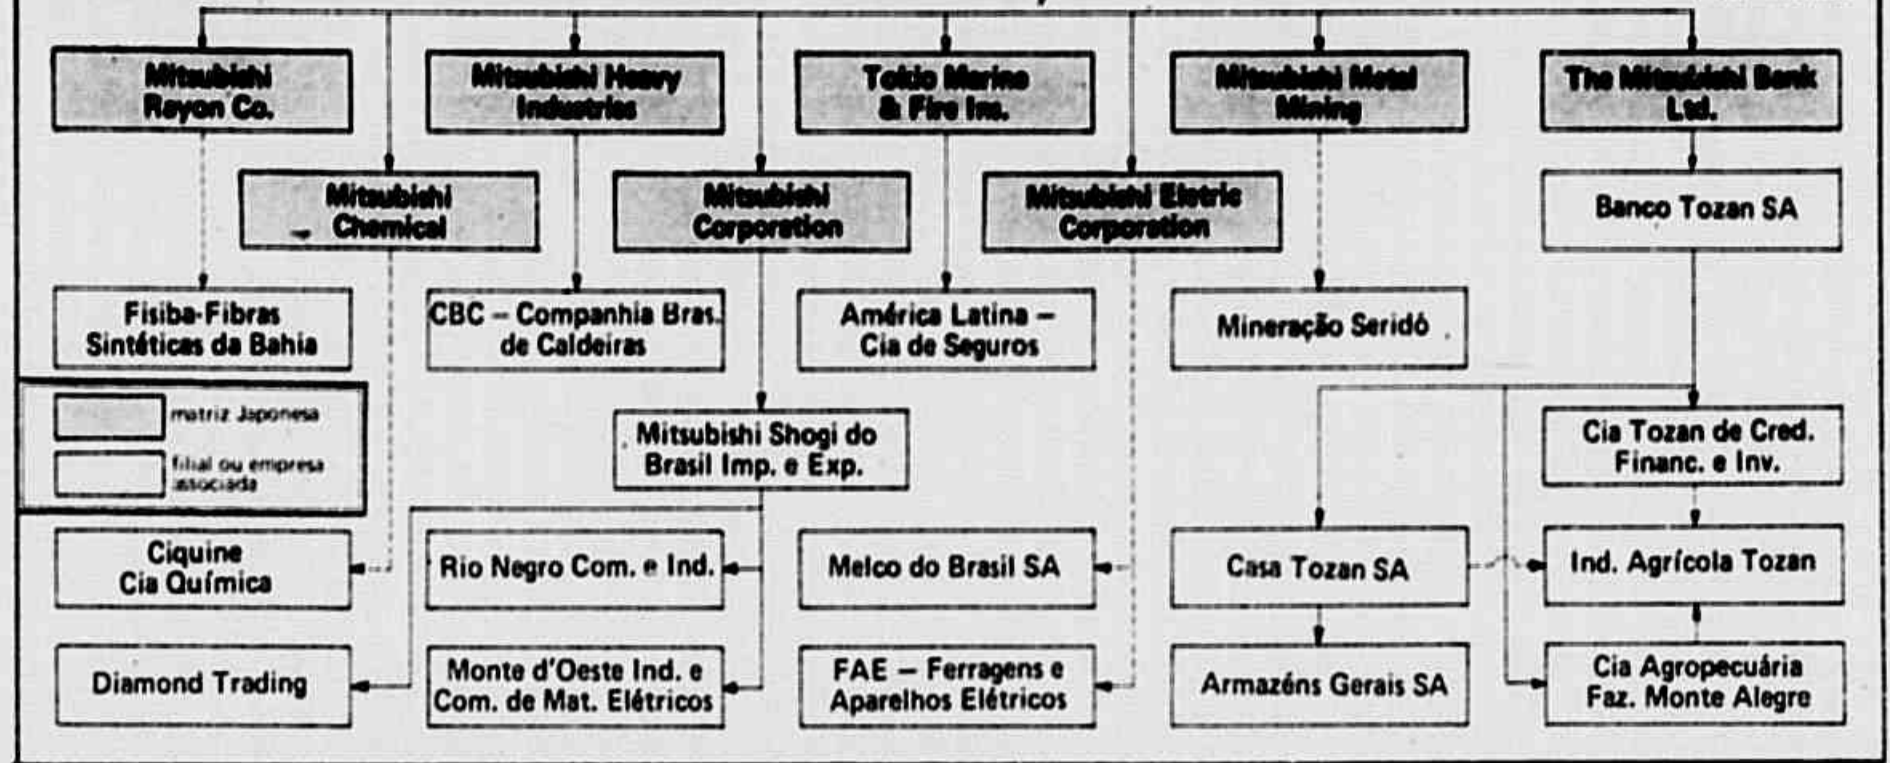 Mitsubishi
Rayon Co.
Mitsubishi Heavy
Industries
Tokio Marine
& Fire Ins.
Mitsubishi Metal
Mining
The Mitsubishi Bank
Ltd.
Mitsubishi
Chemical
Mitsubishi
Corporation
Mitsubishi Eletric
Corporation
Banco Tozan SA
Fisiba-Fibras
Sintéticas da Bahia
CBC – Companhia Bras.
de Caldeiras
América Latina –
Cia de Seguros
Mineração Seridó
matriz Japonesa
filial ou empresa
associada
Mitsubishi Shogi do
Brasil Imp. e Exp.
Cia Tozan de Cred.
Financ. e Inv.
Ciquine
Cia Química
Rio Negro Com. e Ind.
Melco do Brasil SA
Casa Tozan SA
Ind. Agrícola Tozan
Diamond Trading
Monte d'Oeste Ind. e
Com. de Mat. Elétricos
FAE – Ferragens e
Aparelhos Elétricos
Armazéns Gerais SA
Cia Agropecuária
Faz. Monte Alegre